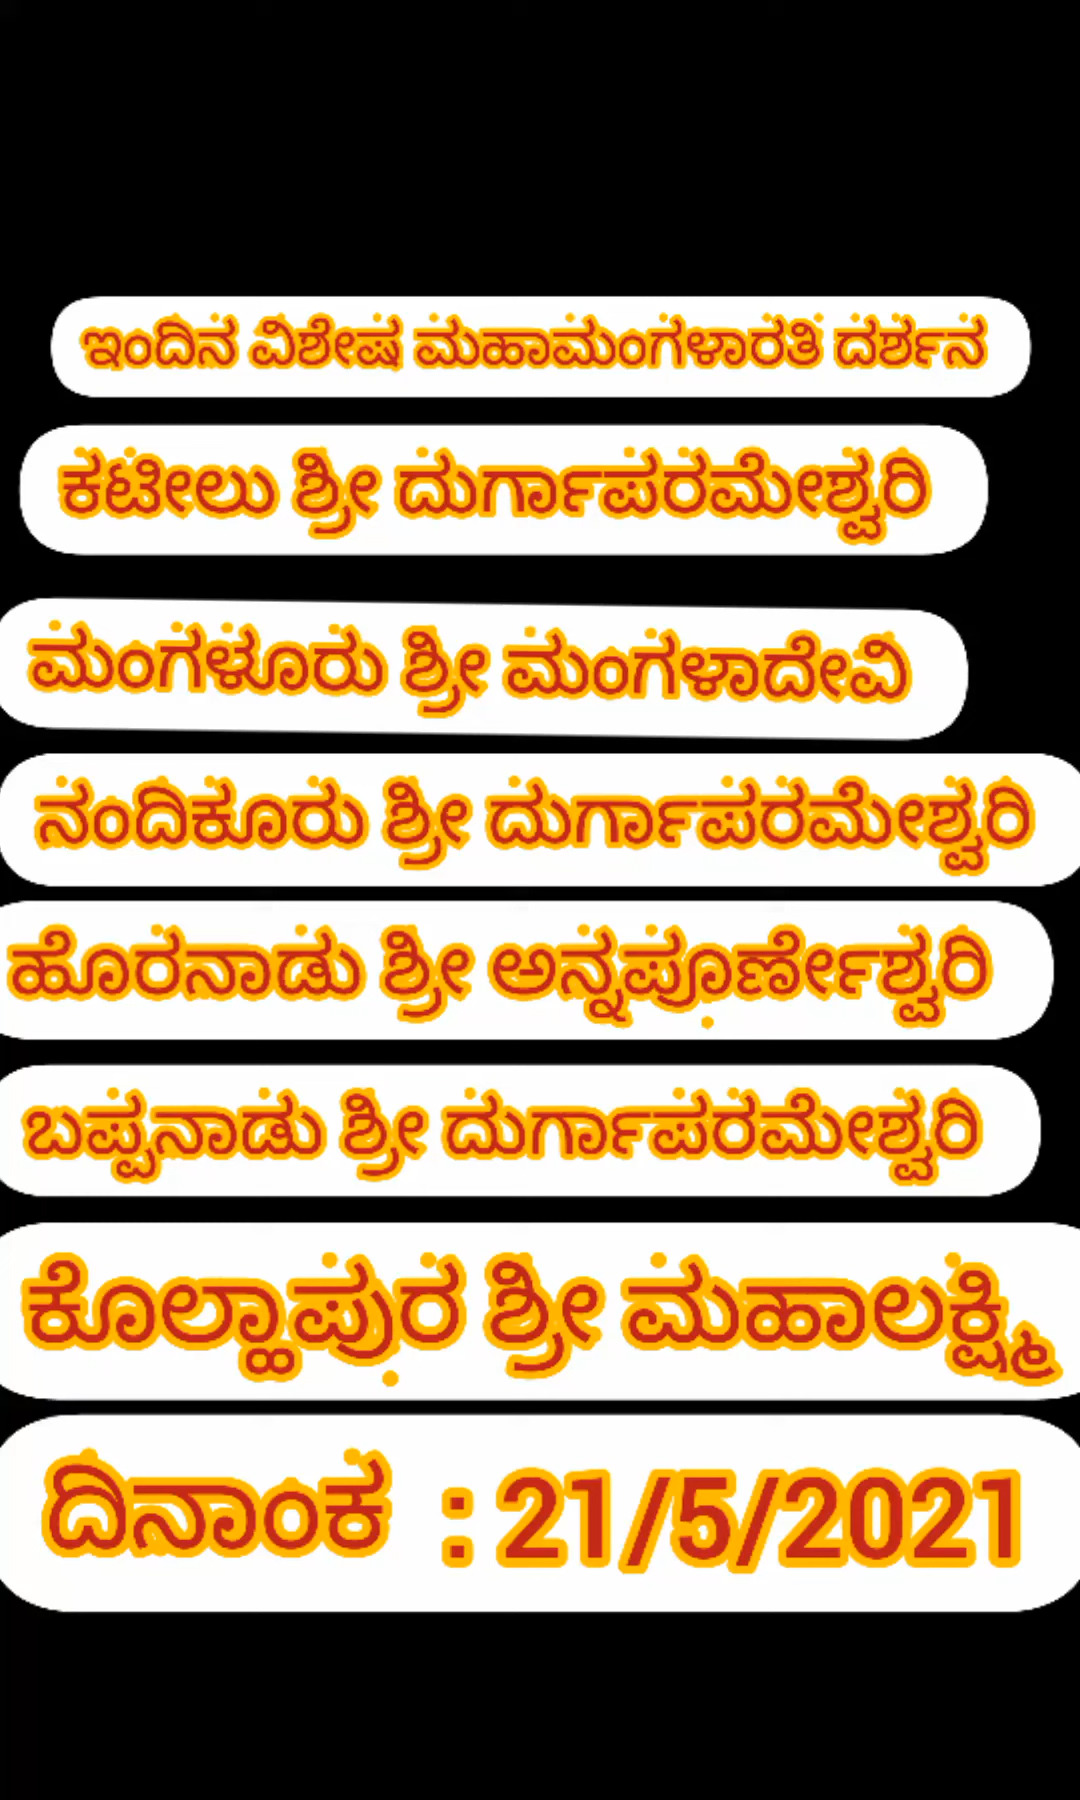 ಇಂದಿನ ವಿಶೇಷ ಮಹಾಮಂಗಳಾರತಿ ದರ್ಶನ
ಕಟೀಲು ಶ್ರೀ ದುರ್ಗಾಪರಮೇಶ್ವರಿ
ಮಂಗಳೂರು ಶ್ರೀ ಮಂಗಳಾದೇವಿ
ನಂದಿಕೂರು ಶ್ರೀ ದುರ್ಗಾಪರಮೇಶ್ವರಿ
ಹೊರನಾಡು ಶ್ರೀ ಅನ್ನಪೂರ್ಣೇಶ್ವರಿ
ಬಪ್ಪನಾಡು ಶ್ರೀ ದುರ್ಗಾಪರಮೇಶ್ವರಿ
ಕೊಲ್ಹಾಪುರ ಶ್ರೀ ಮಹಾಲಕ್ಷ್ಮಿ
ದಿನಾಂಕ : 21/5/2021